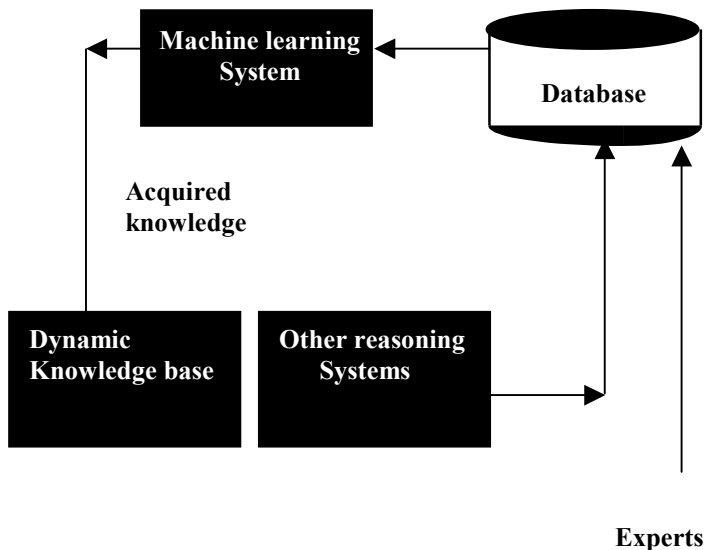 Machine learning
System
Database
Acquired
knowledge
Dynamic
Knowledge base
Other reasoning
Systems
Experts